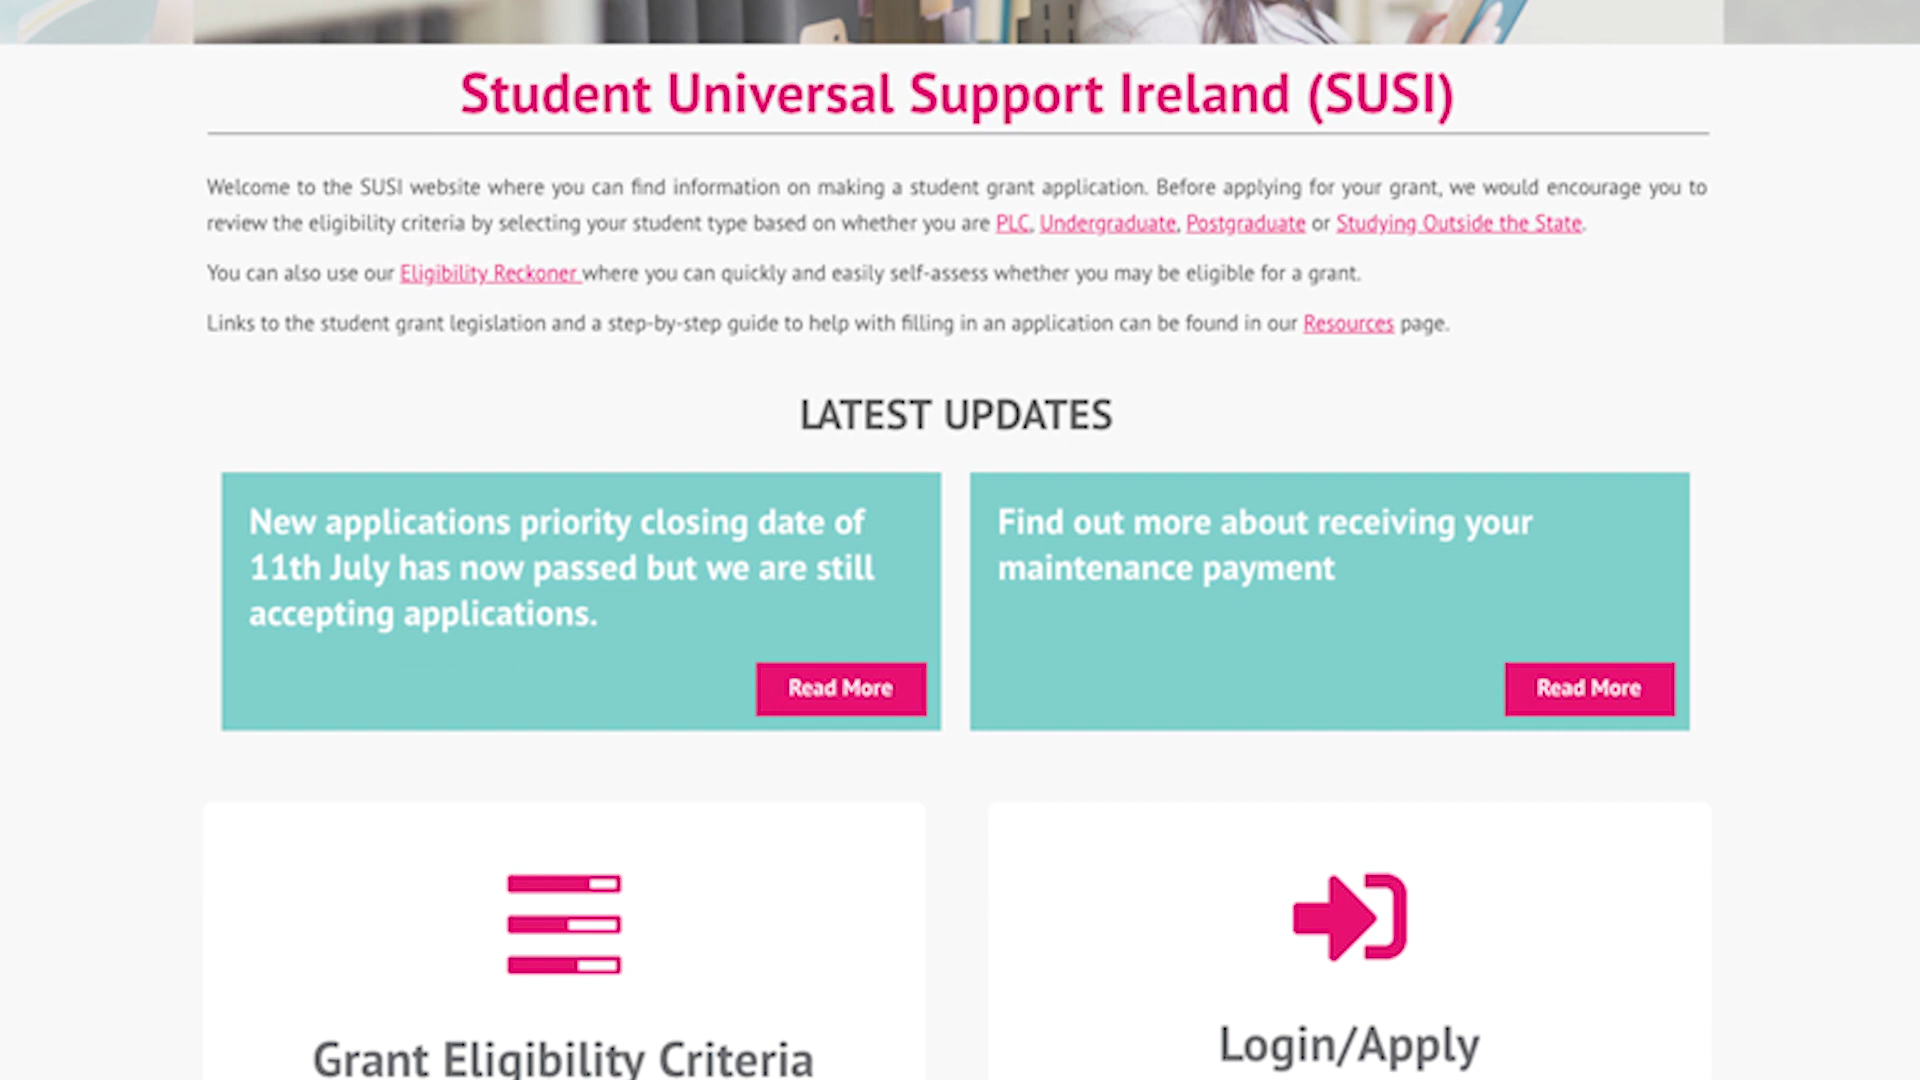 Student Universal Support Ireland (SUSI)
Welcome to the SUSI website where you can find information on making a student grant application. Before applying for your grant, we would encourage you to
review the eligibility criteria by selecting your student type based on whether you are PLC, Undergraduate, Postgraduate or Studying Outside the State.
You can also use our Eligibility Reckoner where you can quickly and easily self-assess whether you may be eligible for a grant.
Links to the student grant legislation and a step-by-step guide to help with filling in an application can be found in our Resources page.
LATEST UPDATES
New applications priority closing date of
11th July has now passed but we are still
accepting applications.
Read More
Find out more about receiving your
maintenance payment
Read More
Grant Eligibility Criteria
Login/Apply